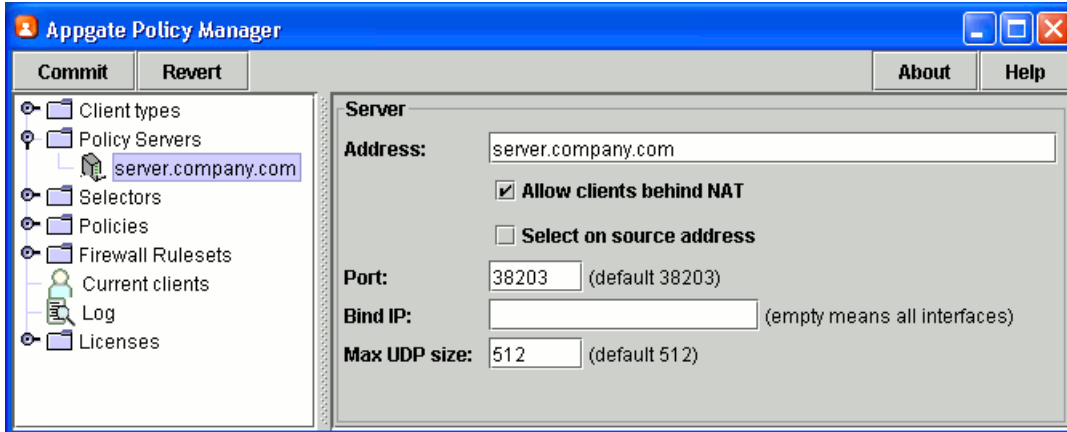 Appgate Policy Manager
Commit Revert About Help
Client types
Policy Servers
server.company.com
Selectors
Policies
Firewall Rulesets
Current clients
Log
Licenses
Server
Address: server.company.com
Allow clients behind NAT
Select on source address
Port: 38203 (default 38203)
Bind IP: (empty means all interfaces)
Max UDP size: 512 (default 512)